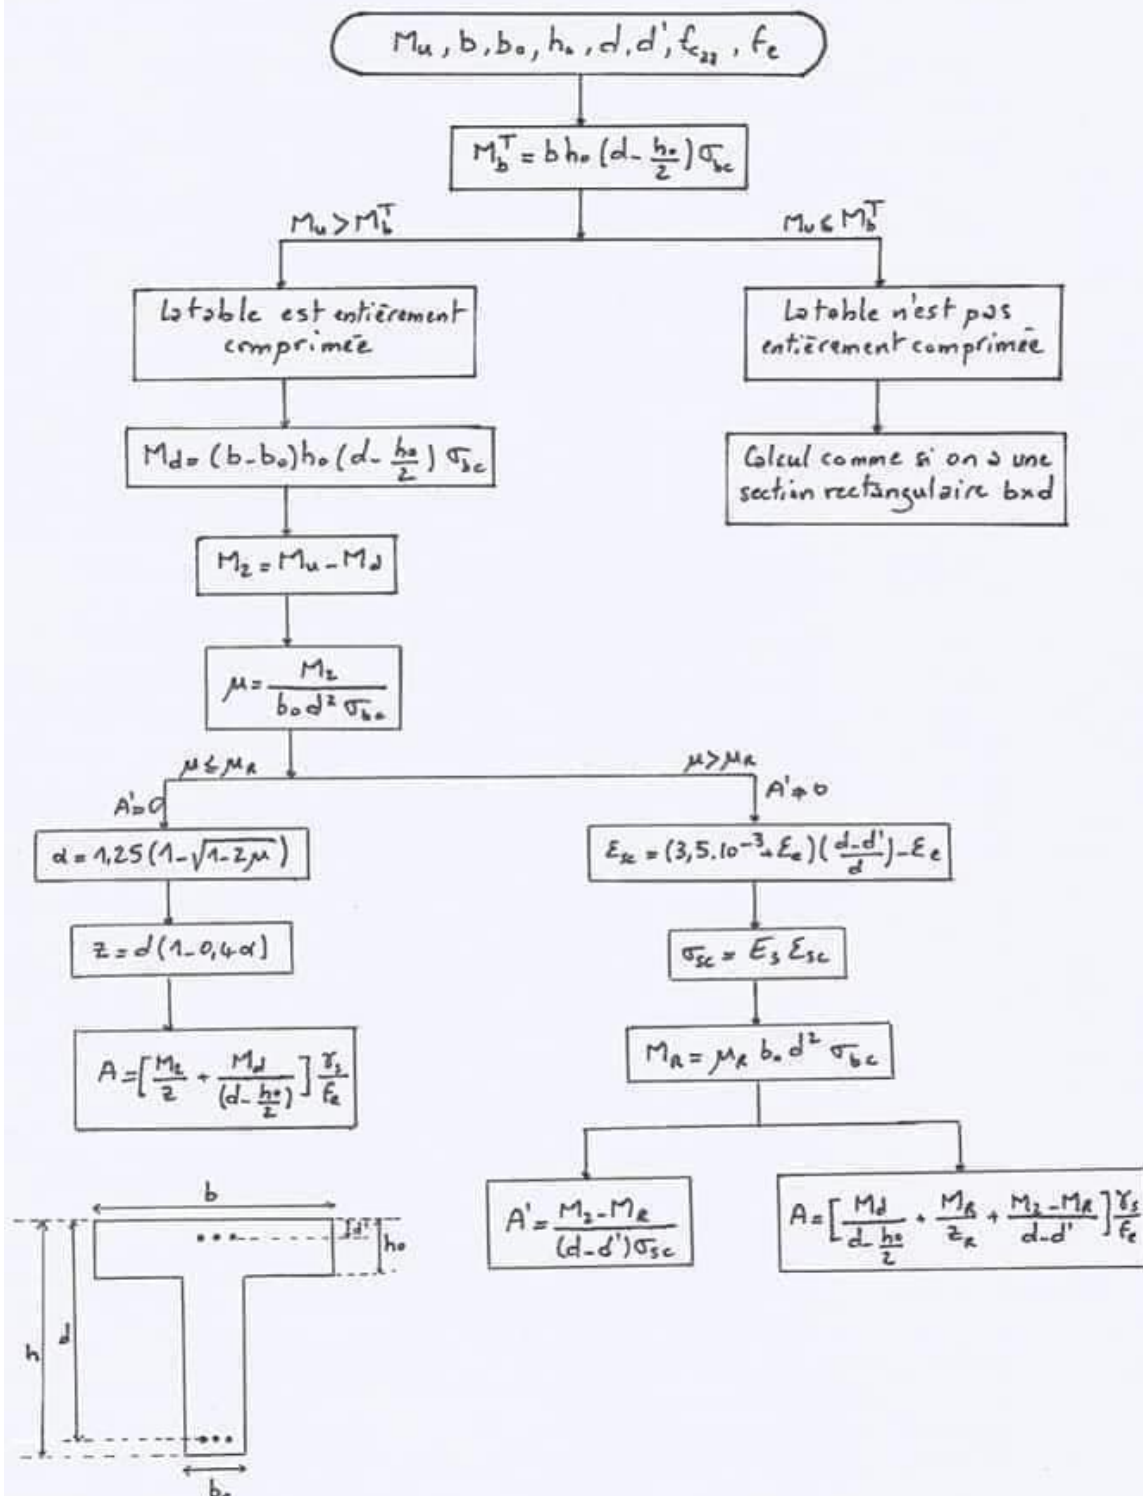 Mu, b, b₀, h₀, d, d', fc28, fe
M_b^T = b h₀ (d - h₀/2) σbc
Mu > M_b^T
Mu ≤ M_b^T
La table est entièrement
comprimée
La table n'est pas
entièrement comprimée
Md = (b - b₀) h₀ (d - h₀/2) σbc
Calcul comme si on a une
section rectangulaire b×d
M2 = Mu - Md
μ = M2 / (b₀ d² σbc)
μ ≤ μR
μ > μR
A' = 0
A' ≠ 0
α = 1,25 (1 - √(1 - 2μ))
εsc = (3,5.10⁻³ + εe) ((d - d')/d) - εe
z = d (1 - 0,4 α)
σsc = Es εsc
MR = μR b₀ d² σbc
A = [M2/z + Md/(d - h₀/2)] γs/fe
A' = (M2 - MR) / ((d - d') σsc)
A = [Md/(d - h₀/2) + MR/zR + (M2 - MR)/(d - d')] γs/fe
b
d'
h₀
d
h
b₀